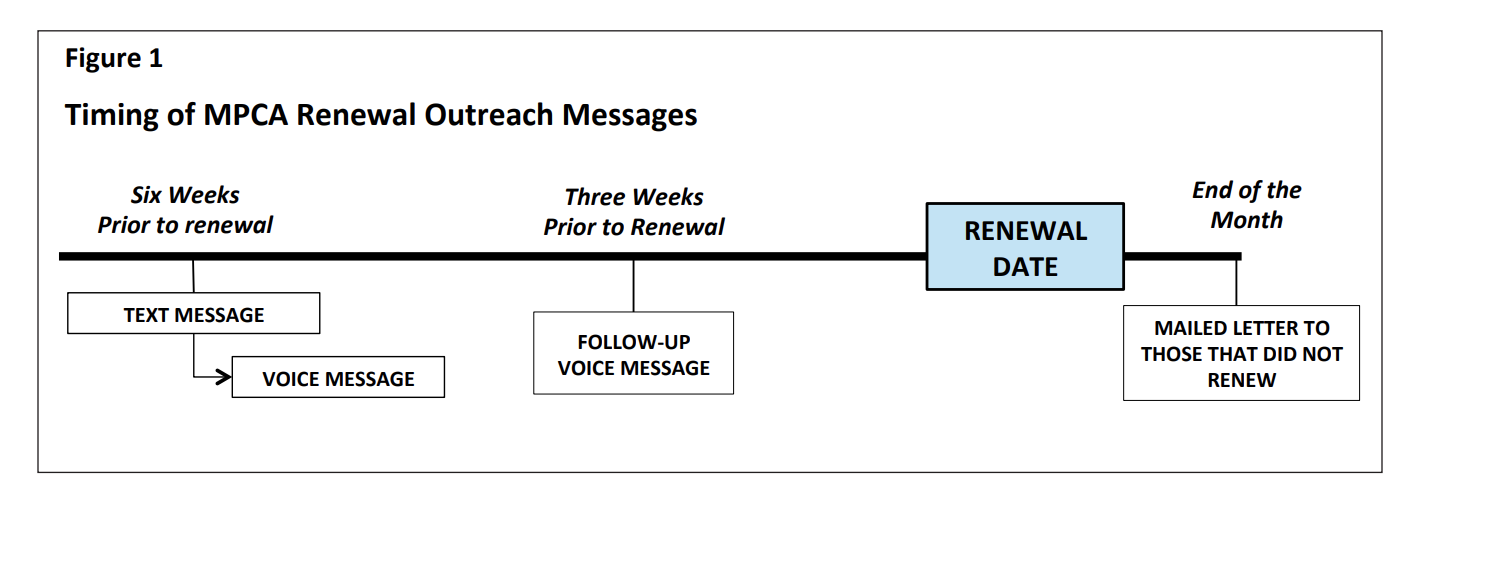 Figure 1
Timing of MPCA Renewal Outreach Messages
Six Weeks
Prior to renewal
Three Weeks
Prior to Renewal
RENEWAL
DATE
End of the
Month
TEXT MESSAGE
VOICE MESSAGE
FOLLOW-UP
VOICE MESSAGE
MAILED LETTER TO
THOSE THAT DID NOT
RENEW